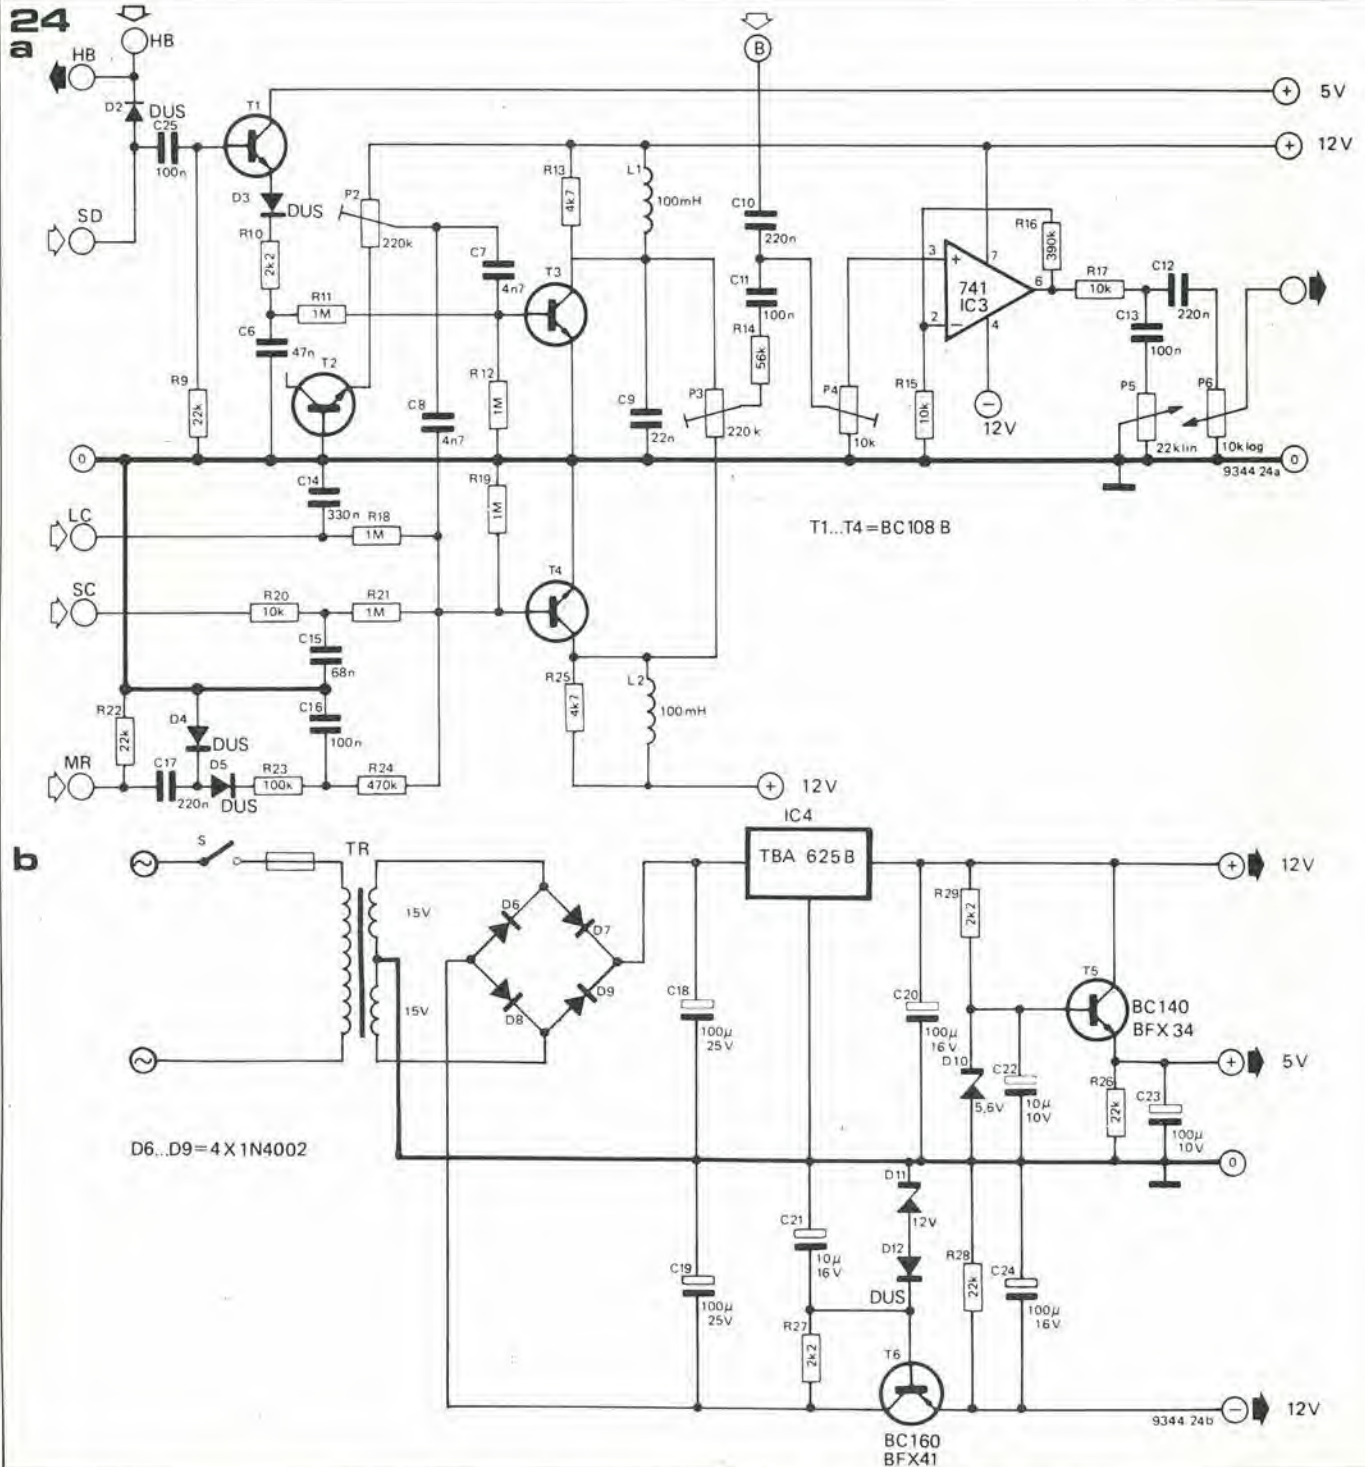 24
a
HB
HB
B
D2
DUS
T1
+ 5V
C25
100n
+ 12V
R13
4k7
L1
100mH
D3
DUS
P2
220k
SD
R10
2k2
C10
220n
R16
390k
C7
4n7
T3
3
+
7
741
IC3
6
R17
10k
C12
220n
R11
1M
C11
100n
2
−
4
C13
100n
C6
47n
R14
56k
T2
R9
22k
R12
1M
C8
4n7
C9
22n
P3
220k
P4
10k
R15
10k
−
12V
P5
22klin
P6
10klog
0
9344 24a
0
C14
330n
R19
1M
LC
R18
1M
T1...T4=BC108 B
SC
R20
10k
R21
1M
T4
C15
68n
R25
4k7
L2
100mH
R22
22k
D4
DUS
C16
100n
MR
C17
220n
D5
DUS
R23
100k
R24
470k
+ 12V
b
S
TR
IC4
TBA 625B
+ 12V
15V
D6
D7
R29
2k2
T5
BC140
BFX 34
15V
D8
D9
C18
100µ
25V
C20
100µ
16V
D10
5,6V
C22
10µ
10V
+ 5V
R26
22k
C23
100µ
10V
D6...D9=4X1N4002
0
D11
12V
C21
10µ
16V
D12
DUS
R28
22k
C24
100µ
16V
C19
100µ
25V
R27
2k2
T6
9344 24b
− 12V
BC160
BFX41